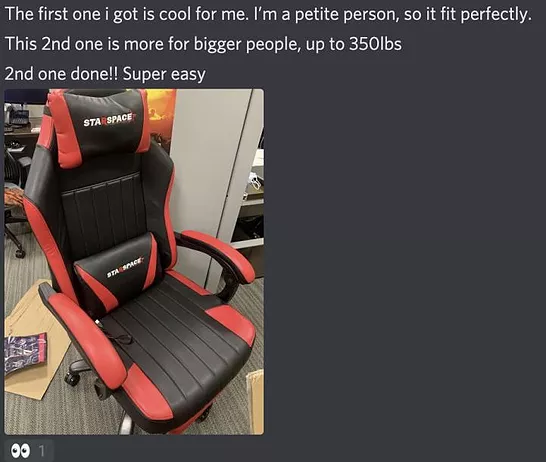 The first one i got is cool for me. I’m a petite person, so it fit perfectly.
This 2nd one is more for bigger people, up to 350lbs
2nd one done!! Super easy
STARSPACE
STARSPACE
1